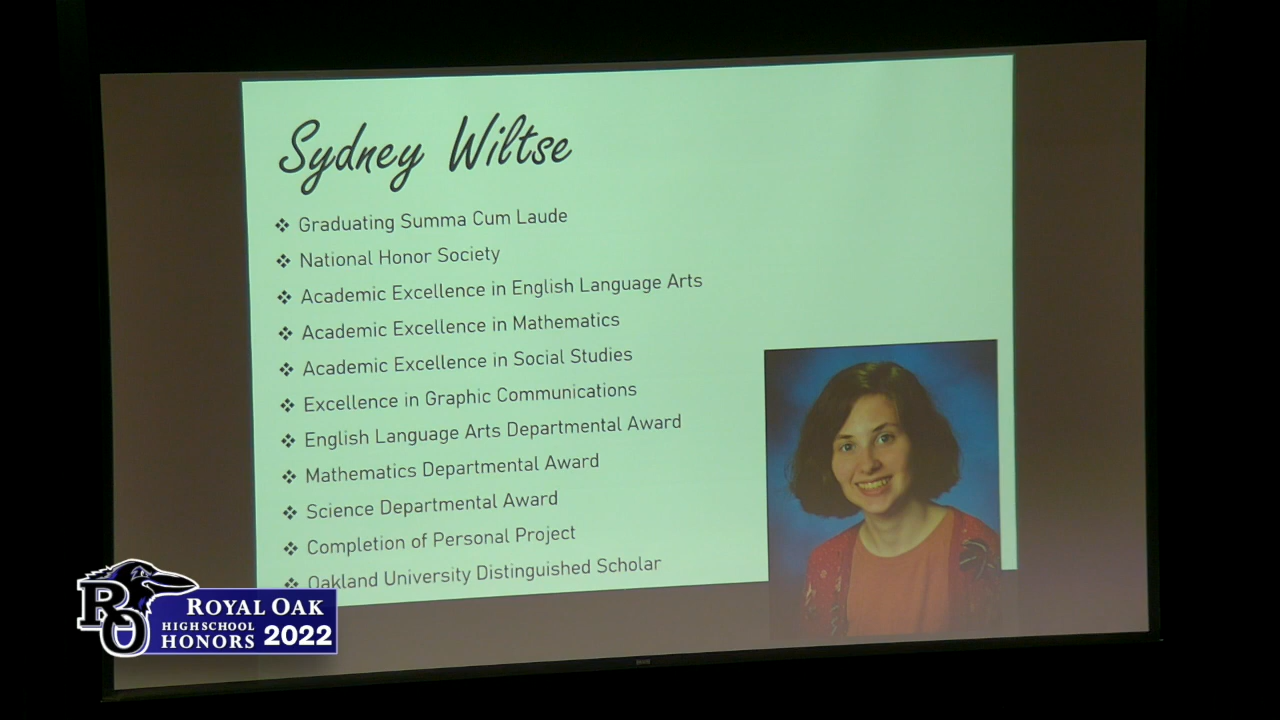 Sydney Wiltse
❖ Graduating Summa Cum Laude
❖ National Honor Society
❖ Academic Excellence in English Language Arts
❖ Academic Excellence in Mathematics
❖ Academic Excellence in Social Studies
❖ Excellence in Graphic Communications
❖ English Language Arts Departmental Award
❖ Mathematics Departmental Award
❖ Science Departmental Award
❖ Completion of Personal Project
❖ Oakland University Distinguished Scholar
RO
ROYAL OAK
HIGH SCHOOL
HONORS 2022